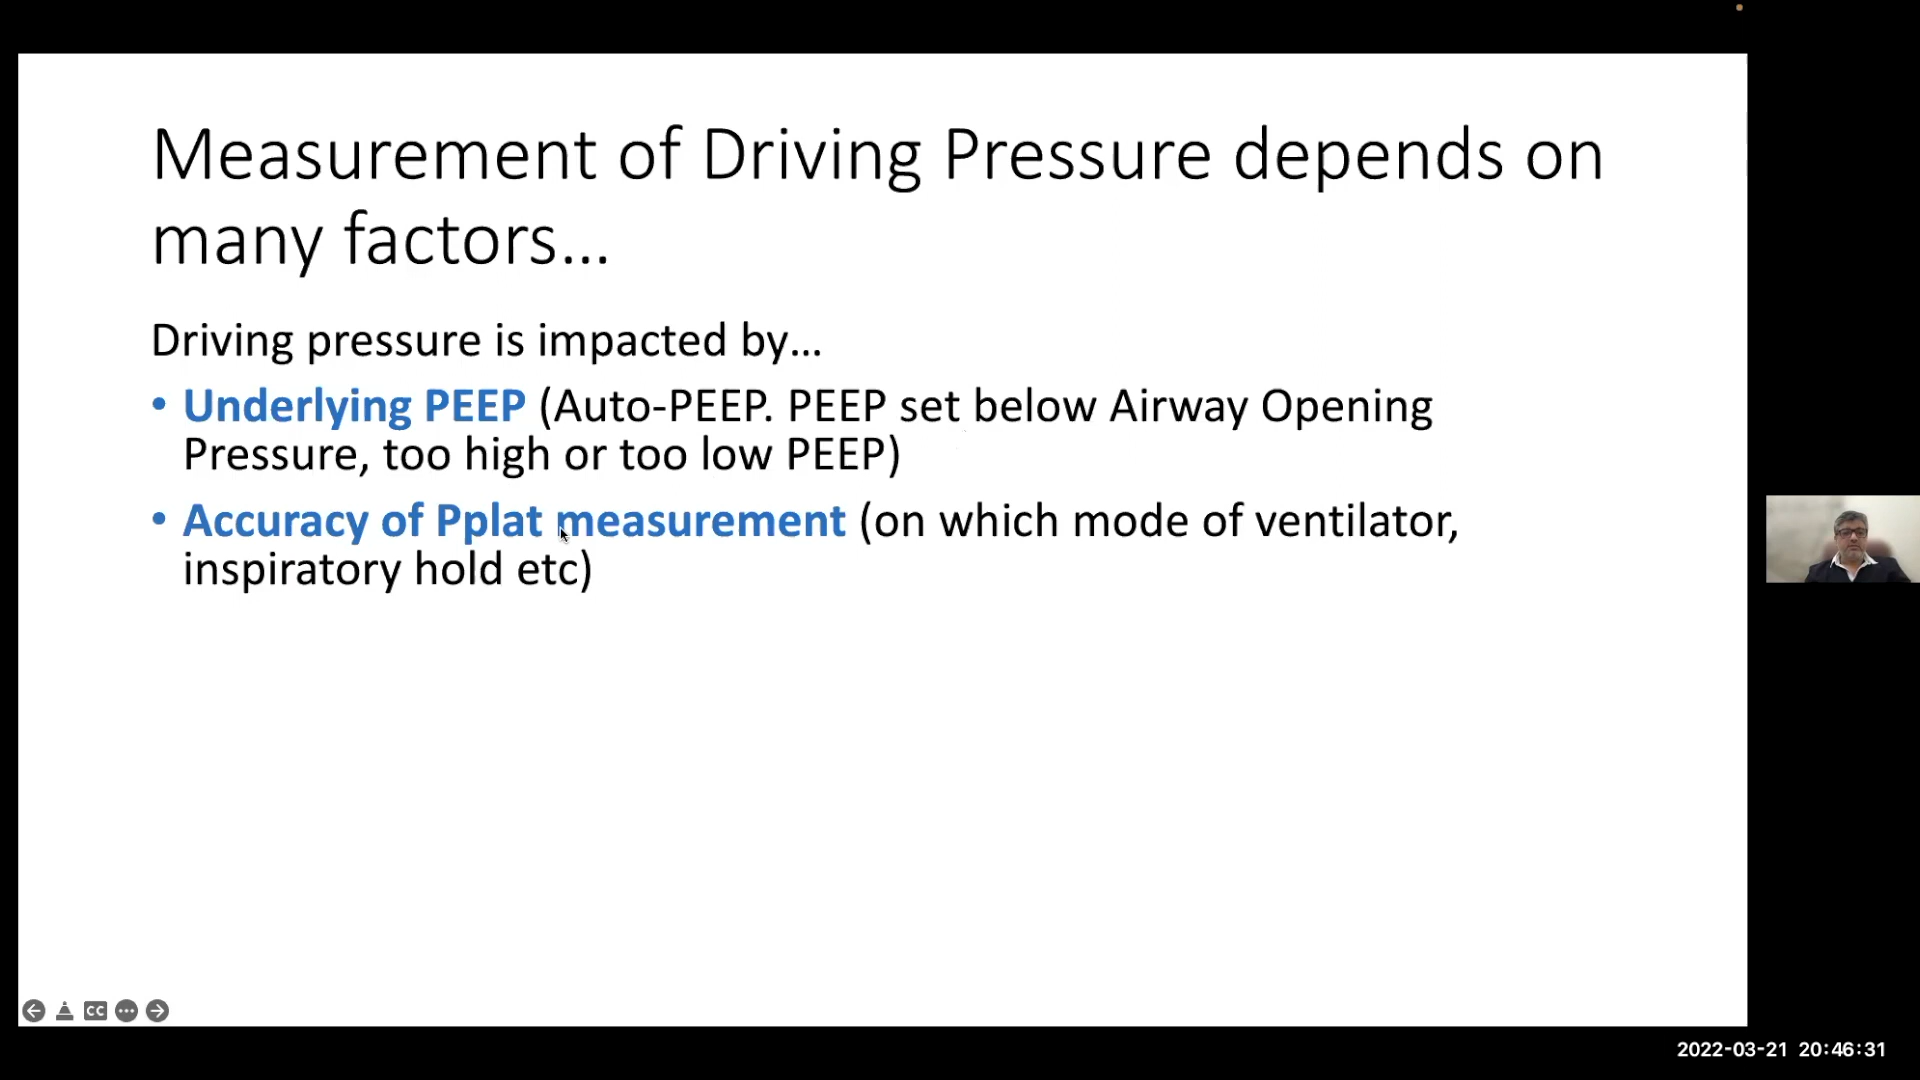 Measurement of Driving Pressure depends on
many factors...
Driving pressure is impacted by...
• Underlying PEEP (Auto-PEEP. PEEP set below Airway Opening
Pressure, too high or too low PEEP)
• Accuracy of Pplat measurement (on which mode of ventilator,
inspiratory hold etc)
CC
2022-03-21 20:46:31